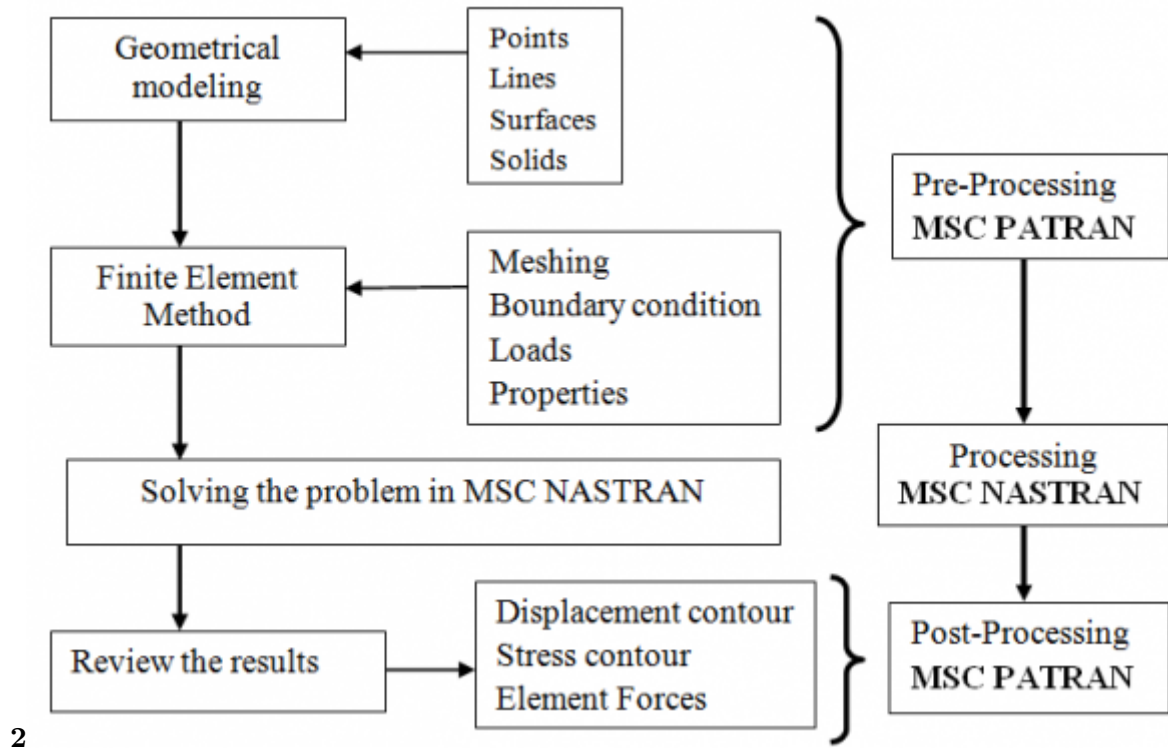 Geometrical
modeling
Points
Lines
Surfaces
Solids
Pre-Processing
MSC PATRAN
Finite Element
Method
Meshing
Boundary condition
Loads
Properties
Solving the problem in MSC NASTRAN
Processing
MSC NASTRAN
Review the results
Displacement contour
Stress contour
Element Forces
Post-Processing
MSC PATRAN
2